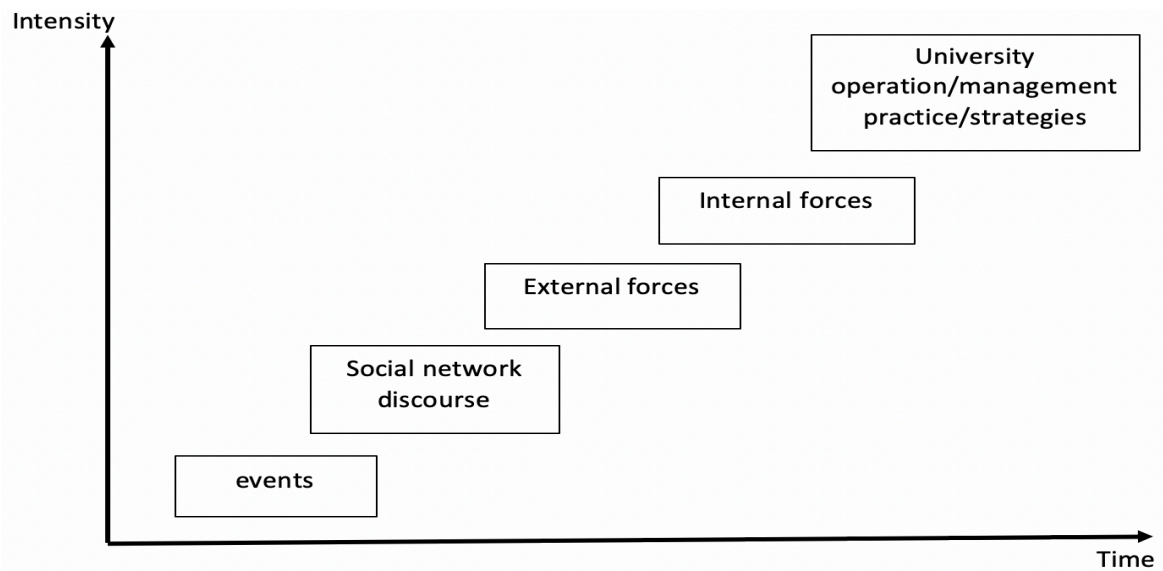 Intensity
University
operation/management
practice/strategies
Internal forces
External forces
Social network
discourse
events
Time